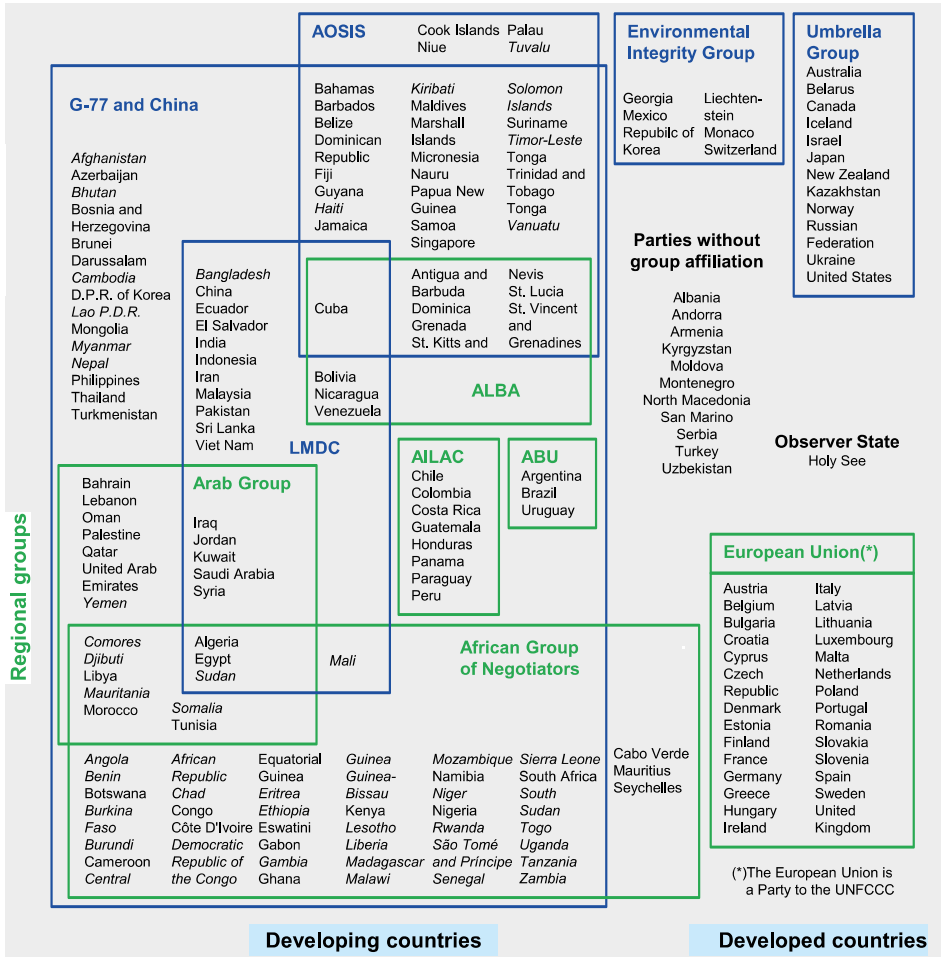 AOSIS
Cook Islands
Niue
Palau
Tuvalu
Environmental
Integrity Group
Georgia
Mexico
Republic of
Korea
Liechten-
stein
Monaco
Switzerland
Umbrella
Group
Australia
Belarus
Canada
Iceland
Israel
Japan
New Zealand
Kazakhstan
Norway
Russian
Federation
Ukraine
United States
G-77 and China
Afghanistan
Azerbaijan
Bhutan
Bosnia and
Herzegovina
Brunei
Darussalam
Cambodia
D.P.R. of Korea
Lao P.D.R.
Mongolia
Myanmar
Nepal
Philippines
Thailand
Turkmenistan
Bahamas
Barbados
Belize
Dominican
Republic
Fiji
Guyana
Haiti
Jamaica
Kiribati
Maldives
Marshall
Islands
Micronesia
Nauru
Papua New
Guinea
Samoa
Singapore
Solomon
Islands
Suriname
Timor-Leste
Tonga
Trinidad and
Tobago
Tonga
Vanuatu
Bangladesh
China
Ecuador
El Salvador
India
Indonesia
Iran
Malaysia
Pakistan
Sri Lanka
Viet Nam
LMDC
Cuba
Antigua and
Barbuda
Dominica
Grenada
St. Kitts and
Nevis
St. Lucia
St. Vincent
and
Grenadines
Bolivia
Nicaragua
Venezuela
ALBA
Parties without
group affiliation
Albania
Andorra
Armenia
Kyrgyzstan
Moldova
Montenegro
North Macedonia
San Marino
Serbia
Turkey
Uzbekistan
Observer State
Holy See
AILAC
Chile
Colombia
Costa Rica
Guatemala
Honduras
Panama
Paraguay
Peru
ABU
Argentina
Brazil
Uruguay
Regional groups
Arab Group
Bahrain
Lebanon
Oman
Palestine
Qatar
United Arab
Emirates
Yemen
Iraq
Jordan
Kuwait
Saudi Arabia
Syria
Comores
Djibuti
Libya
Mauritania
Morocco
Algeria
Egypt
Sudan
Somalia
Tunisia
Mali
African Group
of Negotiators
Angola
Benin
Botswana
Burkina
Faso
Burundi
Cameroon
Central
African
Republic
Chad
Congo
Côte D'Ivoire
Democratic
Republic of
the Congo
Equatorial
Guinea
Eritrea
Ethiopia
Eswatini
Gabon
Gambia
Ghana
Guinea
Guinea-
Bissau
Kenya
Lesotho
Liberia
Madagascar
Malawi
Mozambique
Namibia
Niger
Nigeria
Rwanda
São Tomé
and Príncipe
Senegal
Sierra Leone
South Africa
South
Sudan
Togo
Uganda
Tanzania
Zambia
Cabo Verde
Mauritius
Seychelles
European Union(*)
Austria
Belgium
Bulgaria
Croatia
Cyprus
Czech
Republic
Denmark
Estonia
Finland
France
Germany
Greece
Hungary
Ireland
Italy
Latvia
Lithuania
Luxembourg
Malta
Netherlands
Poland
Portugal
Romania
Slovakia
Slovenia
Spain
Sweden
United
Kingdom
(*)The European Union is
a Party to the UNFCCC
Developing countries
Developed countries